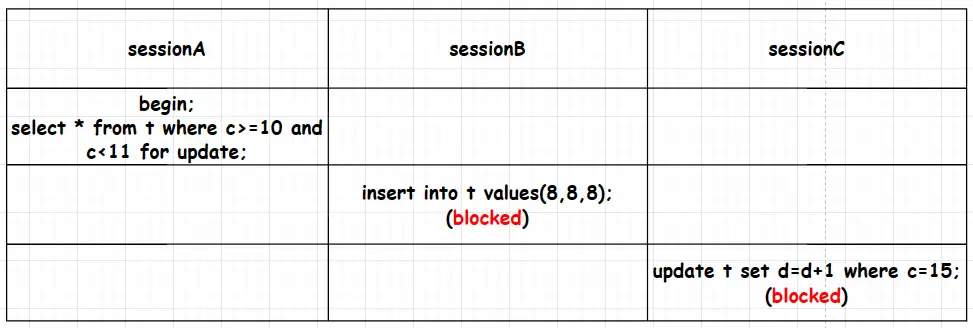 sessionA
sessionB
sessionC
begin;
select * from t where c>=10 and
c<11 for update;
insert into t values(8,8,8);
(blocked)
update t set d=d+1 where c=15;
(blocked)